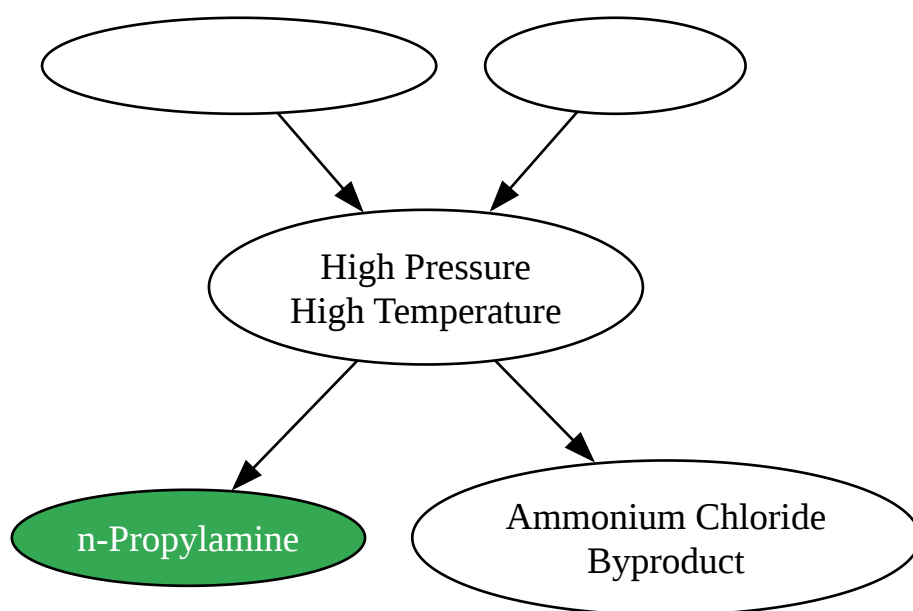 High Pressure
High Temperature
n-Propylamine
Ammonium Chloride
Byproduct